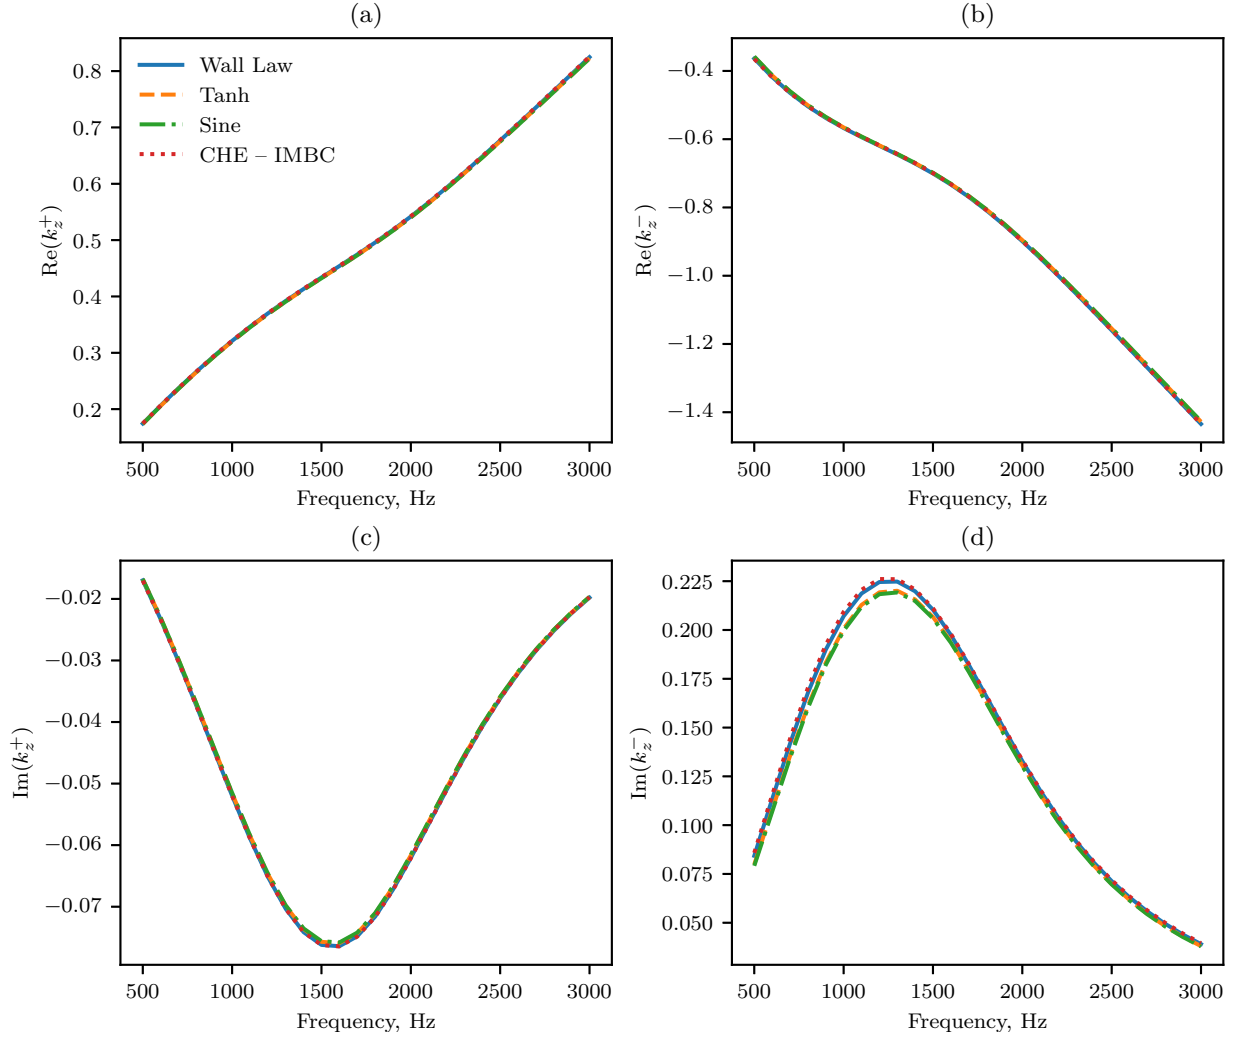 (a)
0.8
0.7
0.6
0.5
0.4
0.3
0.2
Re(k_z^+)
Wall Law
Tanh
Sine
CHE – IMBC
500 1000 1500 2000 2500 3000
Frequency, Hz
(b)
−0.4
−0.6
−0.8
−1.0
−1.2
−1.4
Re(k_z^−)
500 1000 1500 2000 2500 3000
Frequency, Hz
(c)
−0.02
−0.03
−0.04
−0.05
−0.06
−0.07
Im(k_z^+)
500 1000 1500 2000 2500 3000
Frequency, Hz
(d)
0.225
0.200
0.175
0.150
0.125
0.100
0.075
0.050
Im(k_z^−)
500 1000 1500 2000 2500 3000
Frequency, Hz